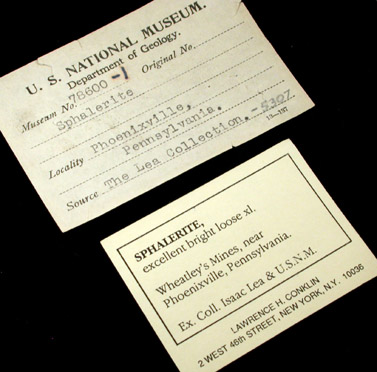 U. S. NATIONAL MUSEUM.
Department of Geology.
Museum No. 78600 -1 Original No.
Sphalerite
Locality Phoenixville,
Pennsylvania.
Source The Lea Collection. -5307
13-197
SPHALERITE,
excellent bright loose xl.
Wheatley's Mines, near
Phoenixville, Pennsylvania.
Ex. Coll. Isaac Lea & U.S.N.M.
LAWRENCE H. CONKLIN
2 WEST 46th STREET, NEW YORK, N.Y. 10036